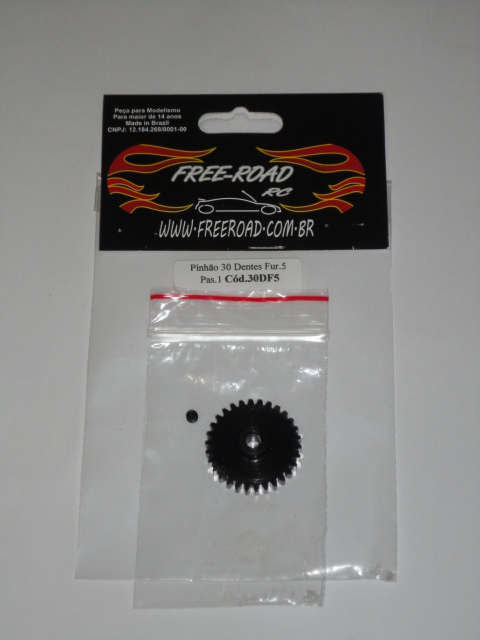 Peça para Modelismo
Para maior de 14 anos
Made in Brazil
CNPJ: 12.184.268/0001-00
FREE-ROAD
RC
WWW.FREEROAD.COM.BR
Pinhão 30 Dentes Fur.5
Pas.1 Cód.30DF5